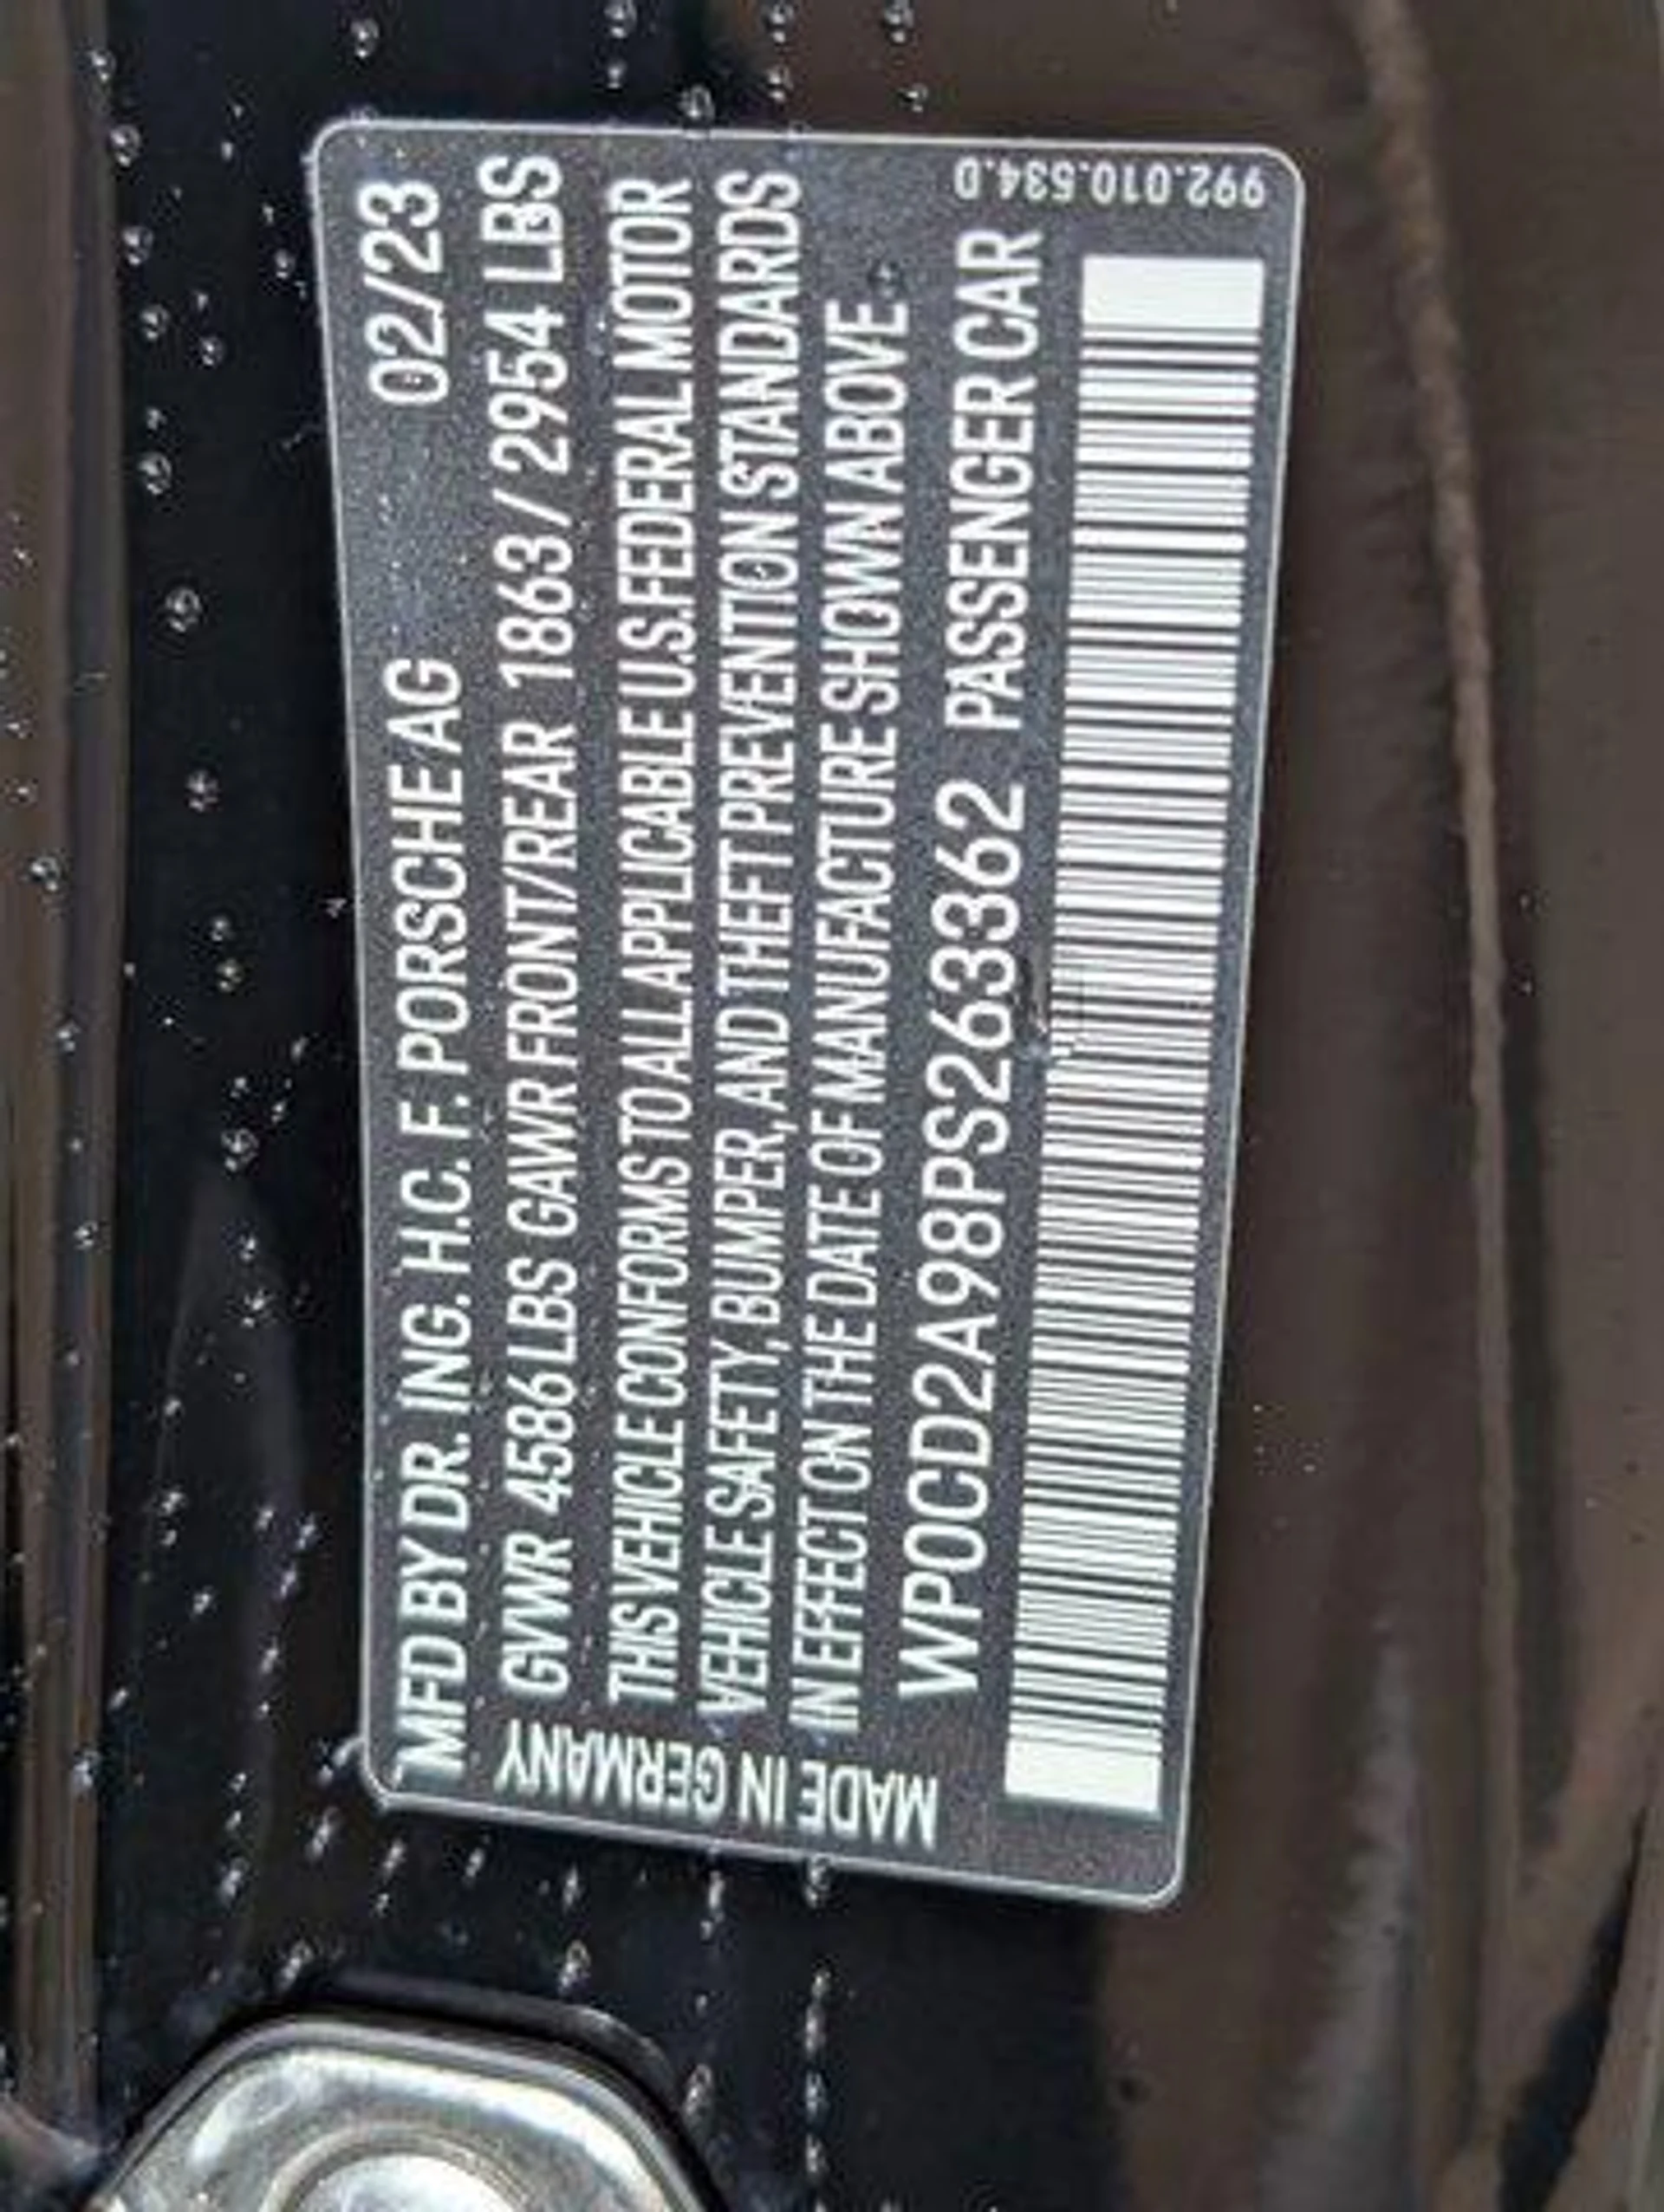 MFD BY DR. ING. H.C. F. PORSCHE AG 02/23
GVWR 4586 LBS GAWR FRONT/REAR 1863 / 2954 LBS
THIS VEHICLE CONFORMS TO ALL APPLICABLE U.S. FEDERAL MOTOR
VEHICLE SAFETY, BUMPER, AND THEFT PREVENTION STANDARDS
IN EFFECT ON THE DATE OF MANUFACTURE SHOWN ABOVE.
WP0CD2A98PS263362 PASSENGER CAR
MADE IN GERMANY
992.010.534.D